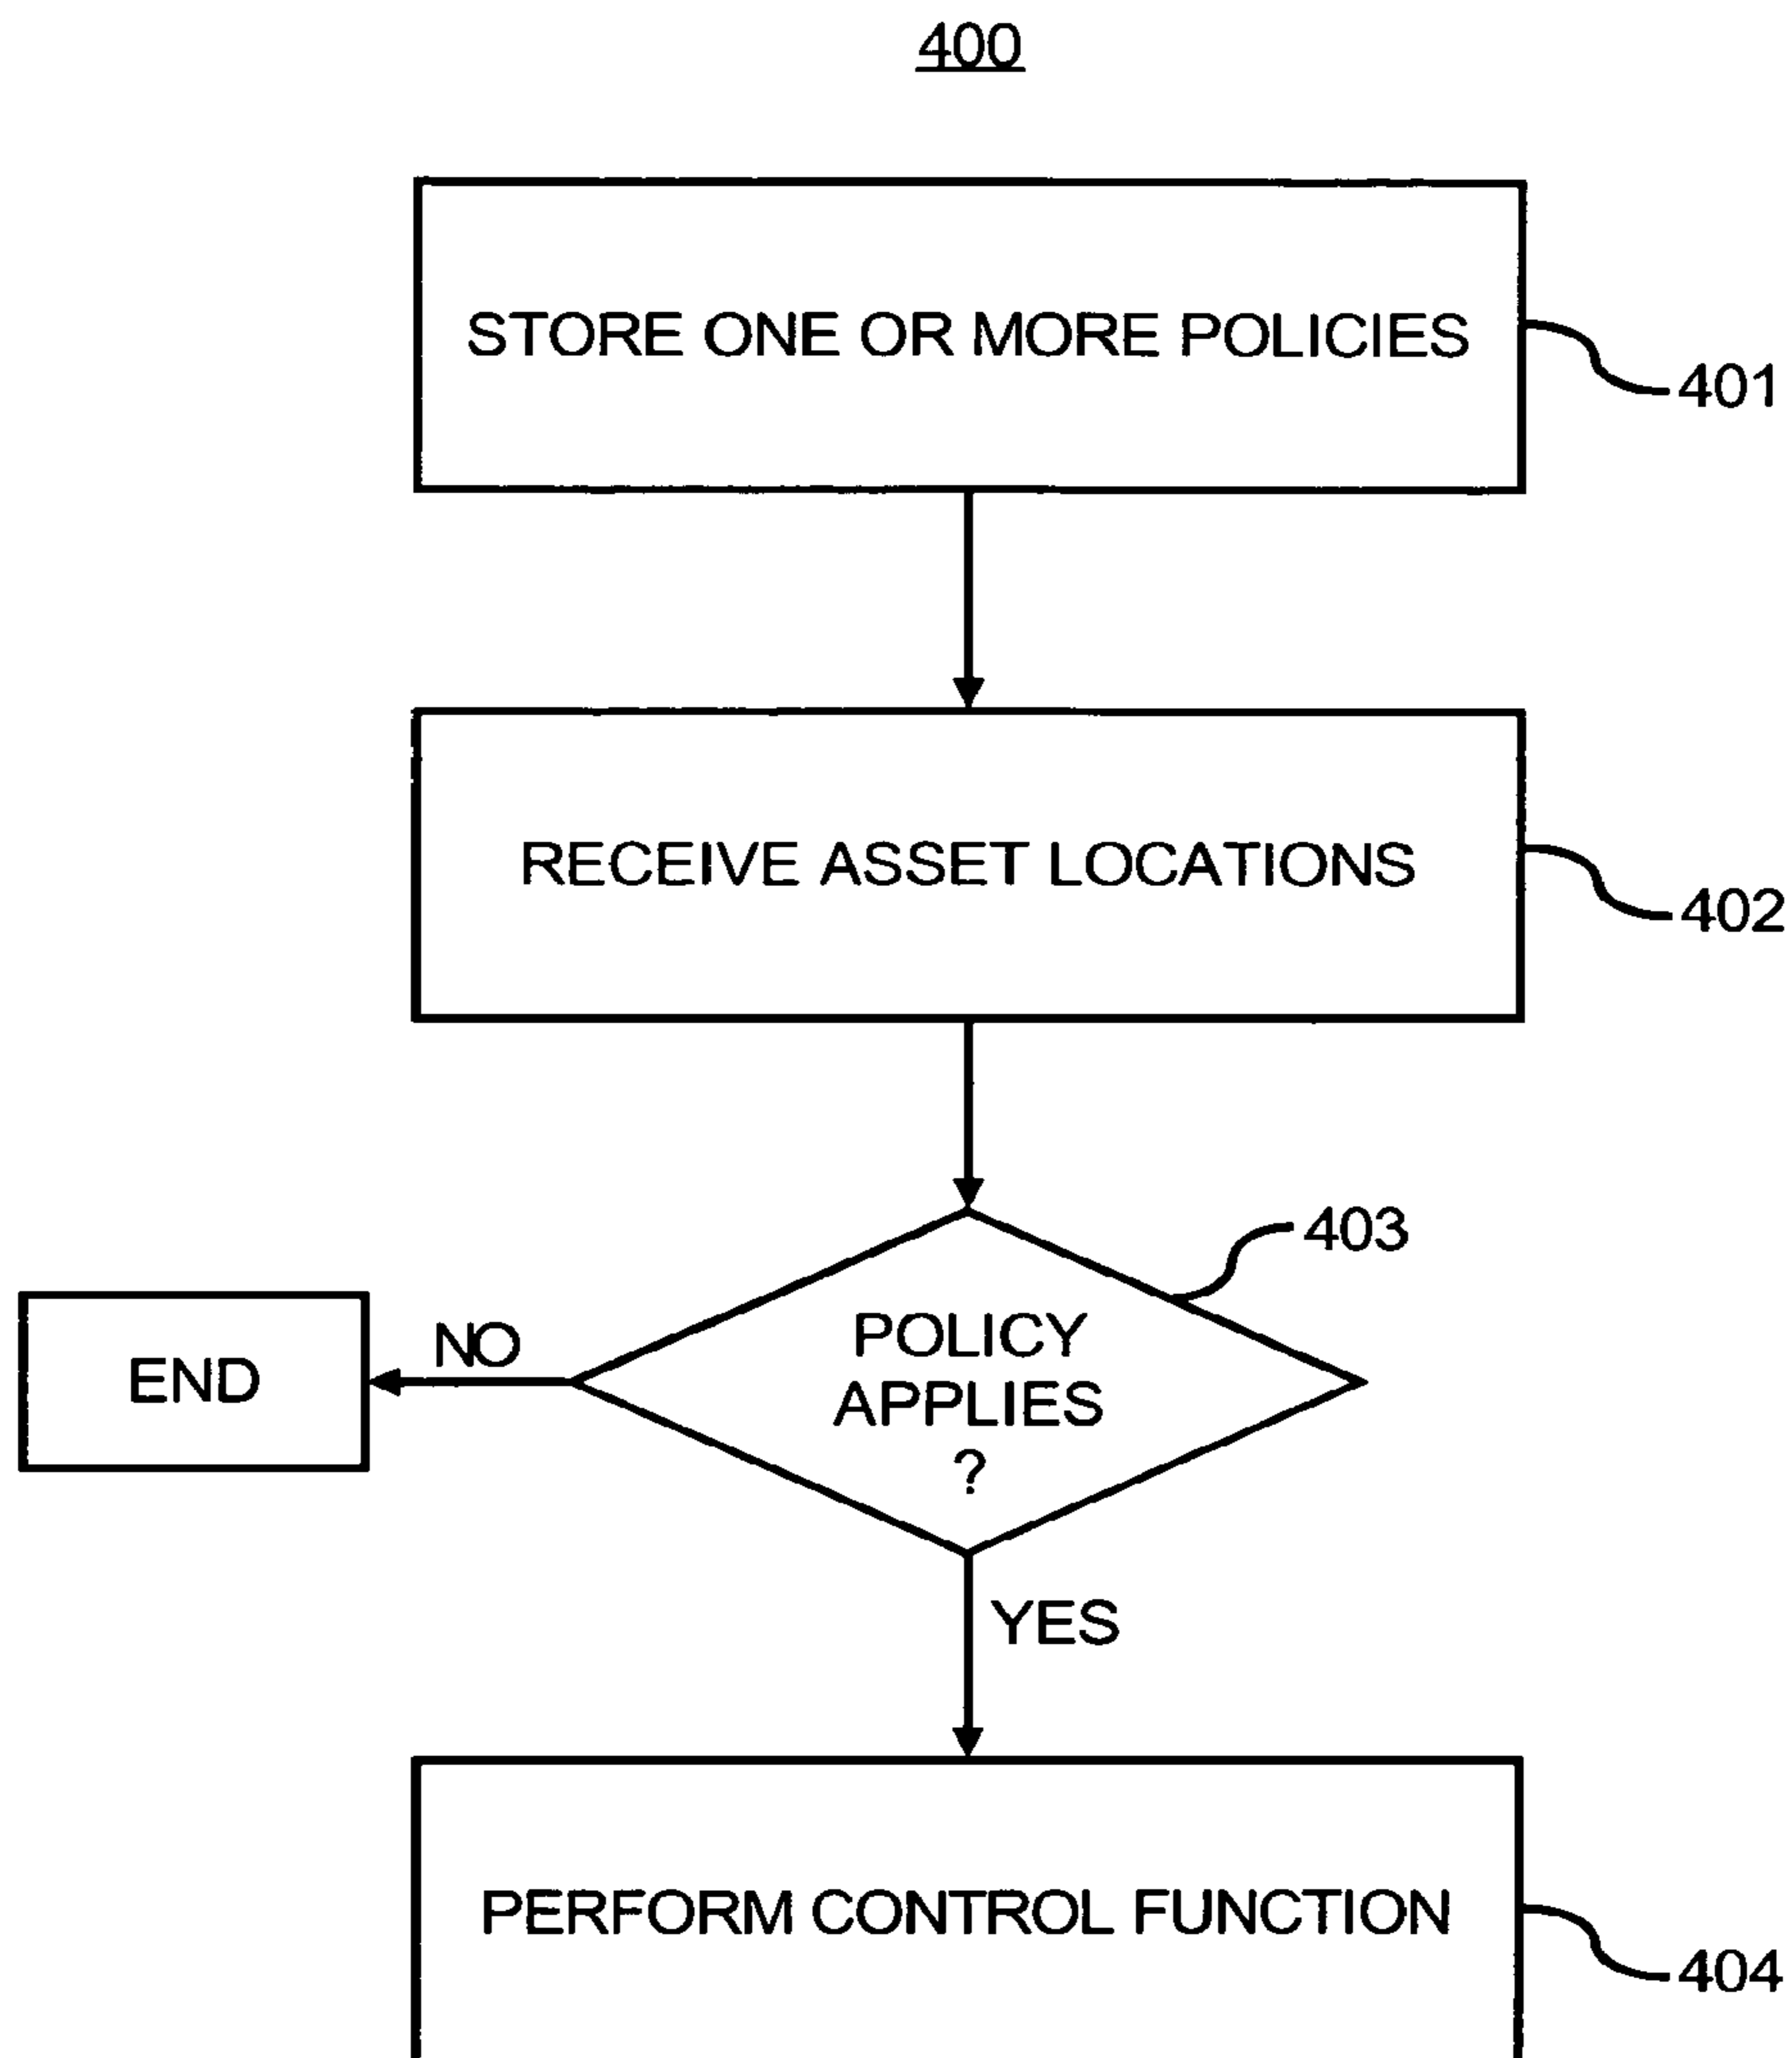 400
STORE ONE OR MORE POLICIES
401
RECEIVE ASSET LOCATIONS
402
403
POLICY
APPLIES
?
NO
END
YES
PERFORM CONTROL FUNCTION
404